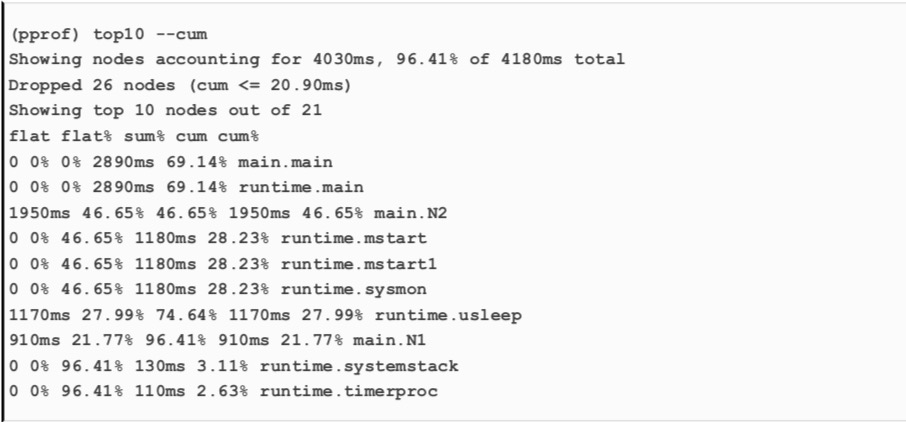 (pprof) top10 --cum
Showing nodes accounting for 4030ms, 96.41% of 4180ms total
Dropped 26 nodes (cum <= 20.90ms)
Showing top 10 nodes out of 21
flat flat% sum% cum cum%
0 0% 0% 2890ms 69.14% main.main
0 0% 0% 2890ms 69.14% runtime.main
1950ms 46.65% 46.65% 1950ms 46.65% main.N2
0 0% 46.65% 1180ms 28.23% runtime.mstart
0 0% 46.65% 1180ms 28.23% runtime.mstart1
0 0% 46.65% 1180ms 28.23% runtime.sysmon
1170ms 27.99% 74.64% 1170ms 27.99% runtime.usleep
910ms 21.77% 96.41% 910ms 21.77% main.N1
0 0% 96.41% 130ms 3.11% runtime.systemstack
0 0% 96.41% 110ms 2.63% runtime.timerproc